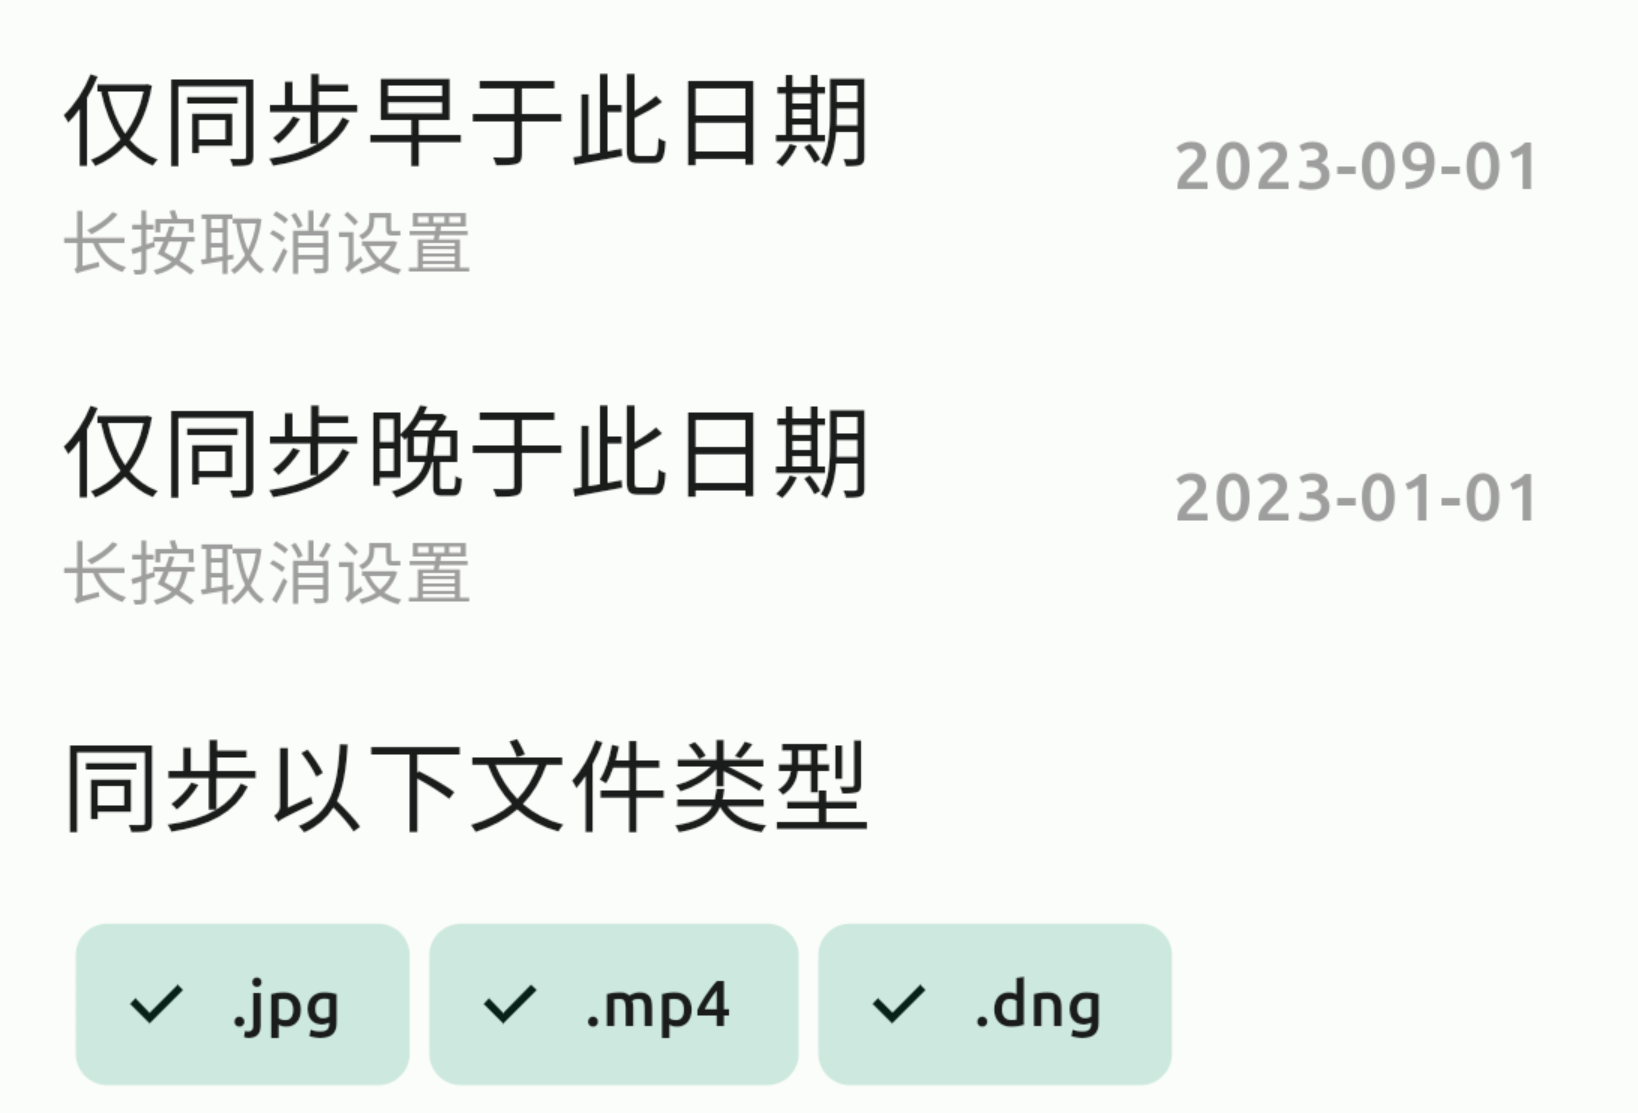 仅同步早于此日期
2023-09-01
长按取消设置
仅同步晚于此日期
2023-01-01
长按取消设置
同步以下文件类型
.jpg .mp4 .dng